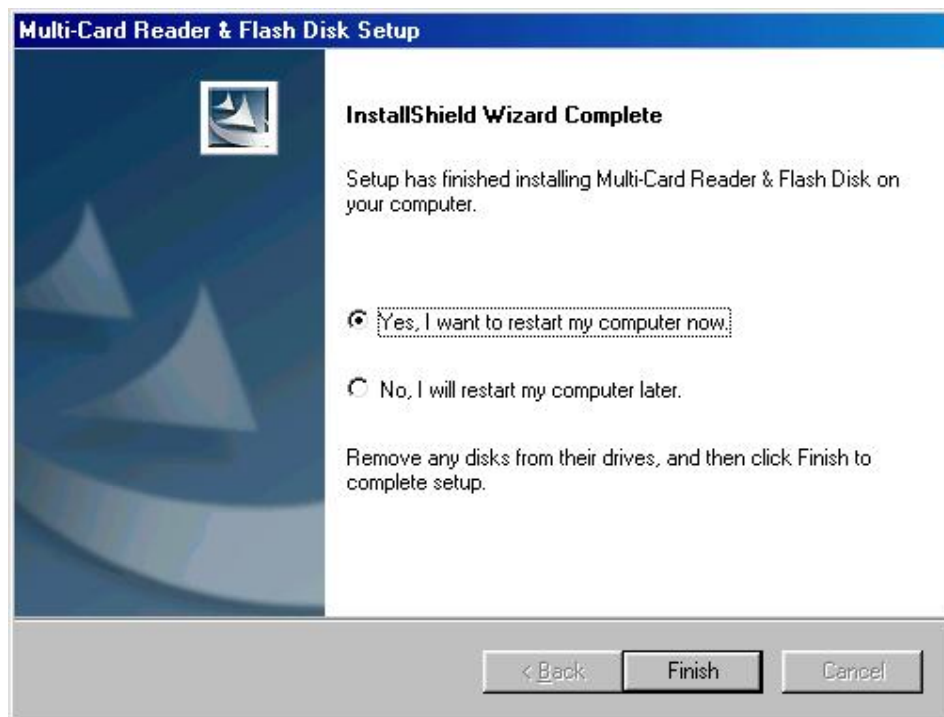 Multi-Card Reader & Flash Disk Setup
InstallShield Wizard Complete
Setup has finished installing Multi-Card Reader & Flash Disk on
your computer.
Yes, I want to restart my computer now.
No, I will restart my computer later.
Remove any disks from their drives, and then click Finish to
complete setup.
< Back
Finish
Cancel